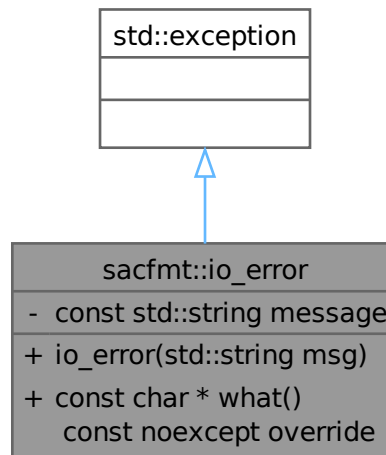 std::exception
sacfmt::io_error
- const std::string message
+ io_error(std::string msg)
+ const char * what()
const noexcept override